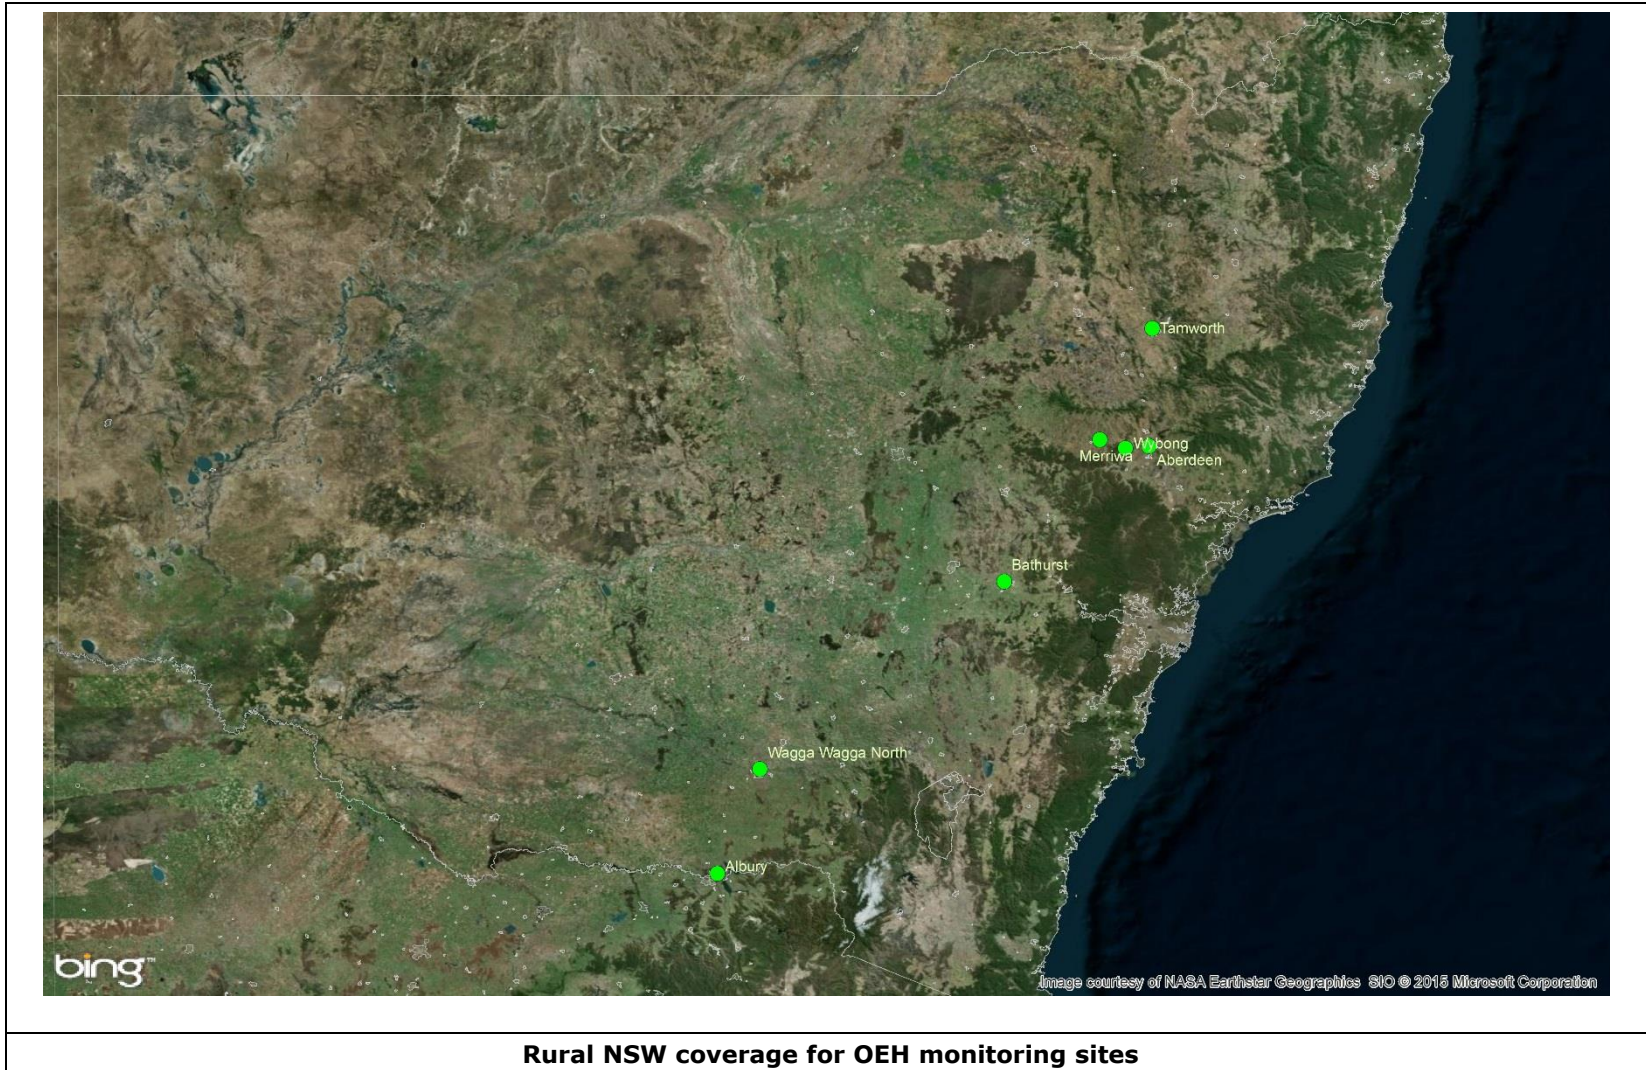 Tamworth
Wybong
Merriwa
Aberdeen
Bathurst
Wagga Wagga North
Albury
bing™
Image courtesy of NASA Earthstar Geographics SIO © 2015 Microsoft Corporation
Rural NSW coverage for OEH monitoring sites